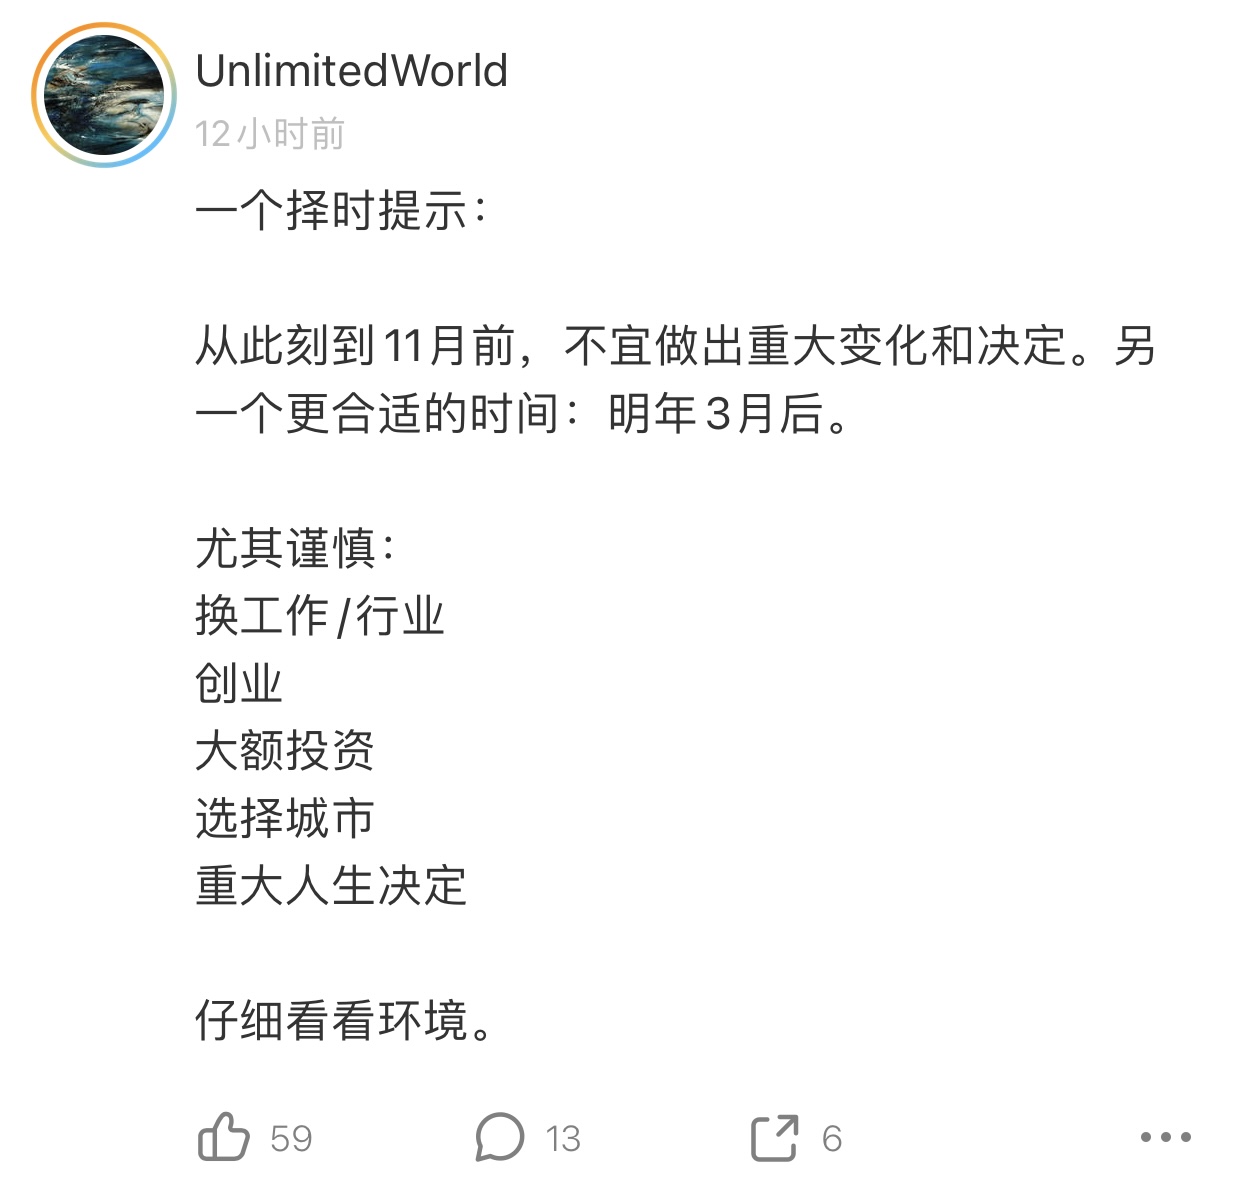 UnlimitedWorld
12小时前
一个择时提示：
从此刻到11月前，不宜做出重大变化和决定。另
一个更合适的时间：明年3月后。
尤其谨慎：
换工作/行业
创业
大额投资
选择城市
重大人生决定
仔细看看环境。
59 13 6